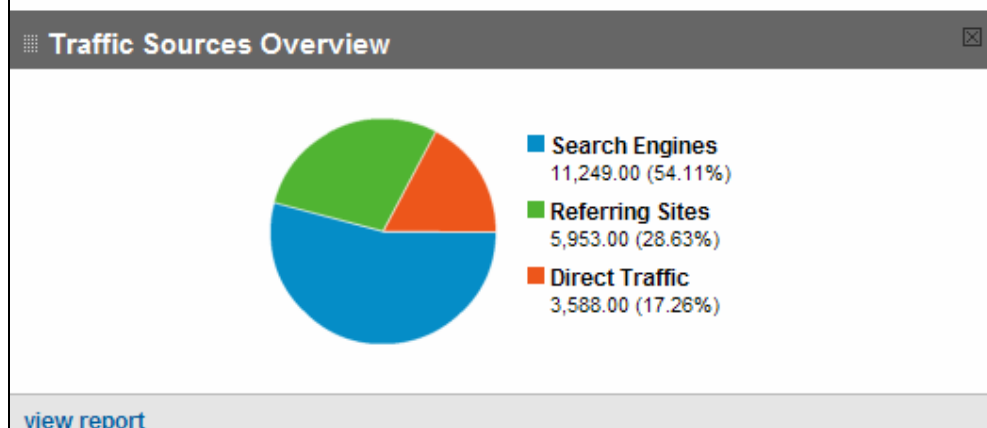 Traffic Sources Overview
Search Engines
11,249.00 (54.11%)
Referring Sites
5,953.00 (28.63%)
Direct Traffic
3,588.00 (17.26%)
view report